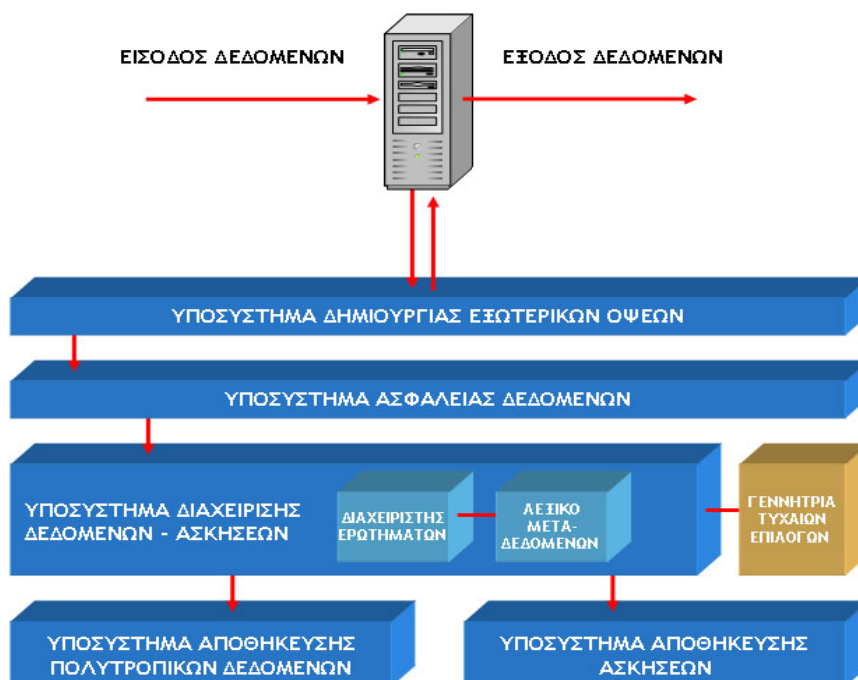 ΕΙΣΟΔΟΣ ΔΕΔΟΜΕΝΩΝ
ΕΞΟΔΟΣ ΔΕΔΟΜΕΝΩΝ
ΥΠΟΣΥΣΤΗΜΑ ΔΗΜΙΟΥΡΓΙΑΣ ΕΞΩΤΕΡΙΚΩΝ ΟΨΕΩΝ
ΥΠΟΣΥΣΤΗΜΑ ΑΣΦΑΛΕΙΑΣ ΔΕΔΟΜΕΝΩΝ
ΥΠΟΣΥΣΤΗΜΑ ΔΙΑΧΕΙΡΙΣΗΣ
ΔΕΔΟΜΕΝΩΝ - ΑΣΚΗΣΕΩΝ
ΔΙΑΧΕΙΡΙΣΤΗΣ
ΕΡΩΤΗΜΑΤΩΝ
ΛΕΞΙΚΟ
ΜΕΤΑ-
ΔΕΔΟΜΕΝΩΝ
ΓΕΝΝΗΤΡΙΑ
ΤΥΧΑΙΩΝ
ΕΠΙΛΟΓΩΝ
ΥΠΟΣΥΣΤΗΜΑ ΑΠΟΘΗΚΕΥΣΗΣ
ΠΟΛΥΤΡΟΠΙΚΩΝ ΔΕΔΟΜΕΝΩΝ
ΥΠΟΣΥΣΤΗΜΑ ΑΠΟΘΗΚΕΥΣΗΣ
ΑΣΚΗΣΕΩΝ